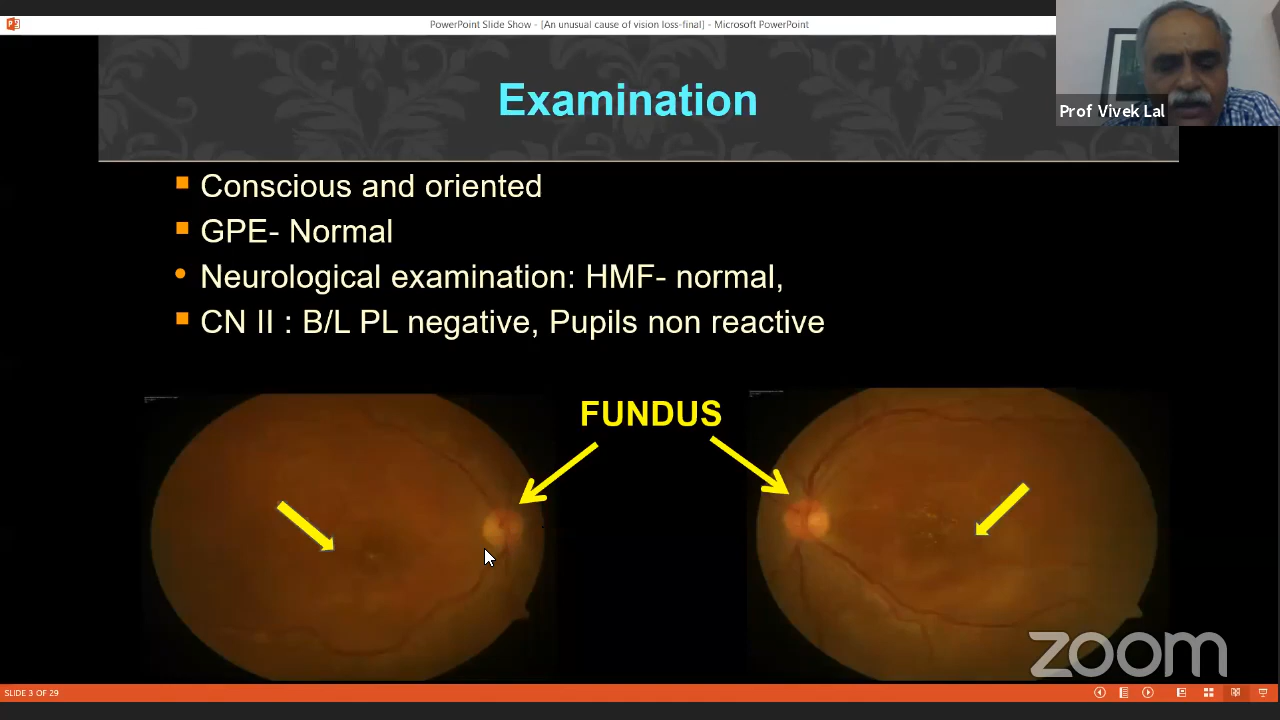 PowerPoint Slide Show - [An unusual cause of vision loss-final] - Microsoft PowerPoint
Examination
Prof Vivek Lal
Conscious and oriented
GPE- Normal
Neurological examination: HMF- normal,
CN II : B/L PL negative, Pupils non reactive
FUNDUS
zoom
SLIDE 3 OF 29